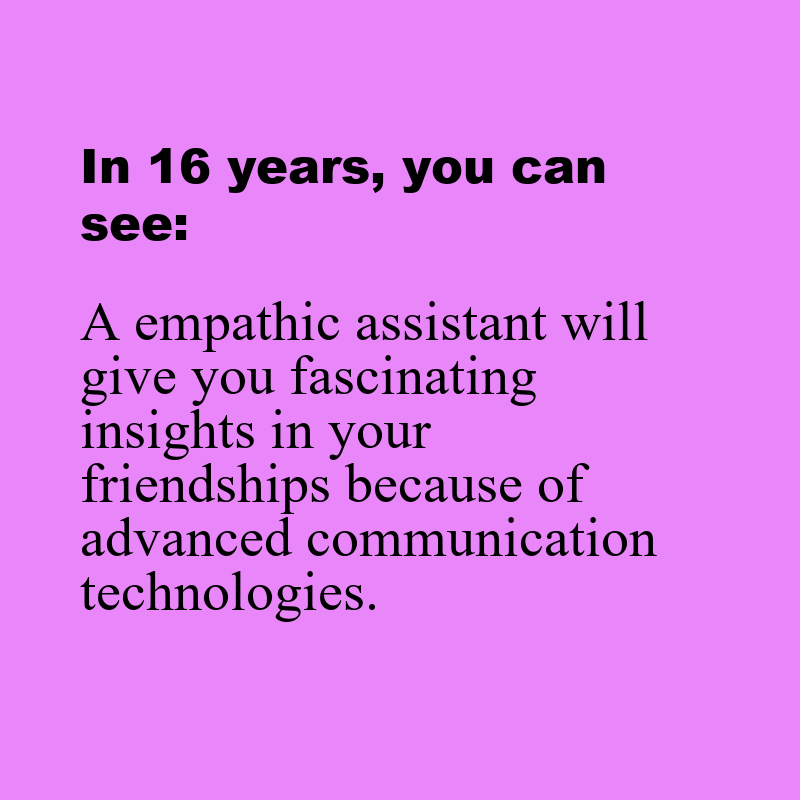 In 16 years, you can
see:
A empathic assistant will
give you fascinating
insights in your
friendships because of
advanced communication
technologies.